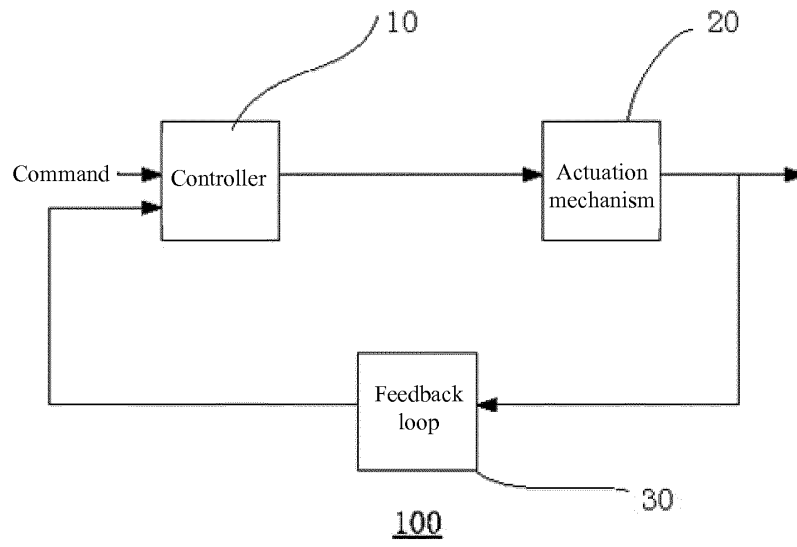 10
20
Command
Controller
Actuation
mechanism
Feedback
loop
30
100